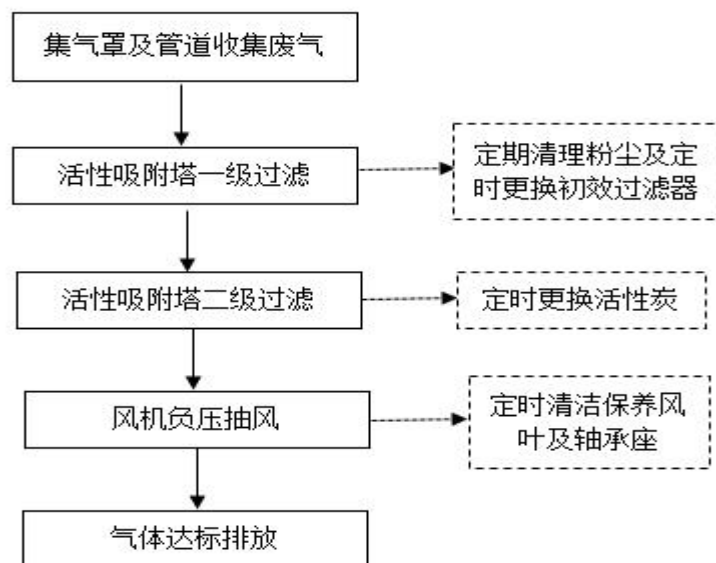 集气罩及管道收集废气
活性吸附塔一级过滤
定期清理粉尘及定
时更换初效过滤器
活性吸附塔二级过滤
定时更换活性炭
风机负压抽风
定时清洁保养风
叶及轴承座
气体达标排放